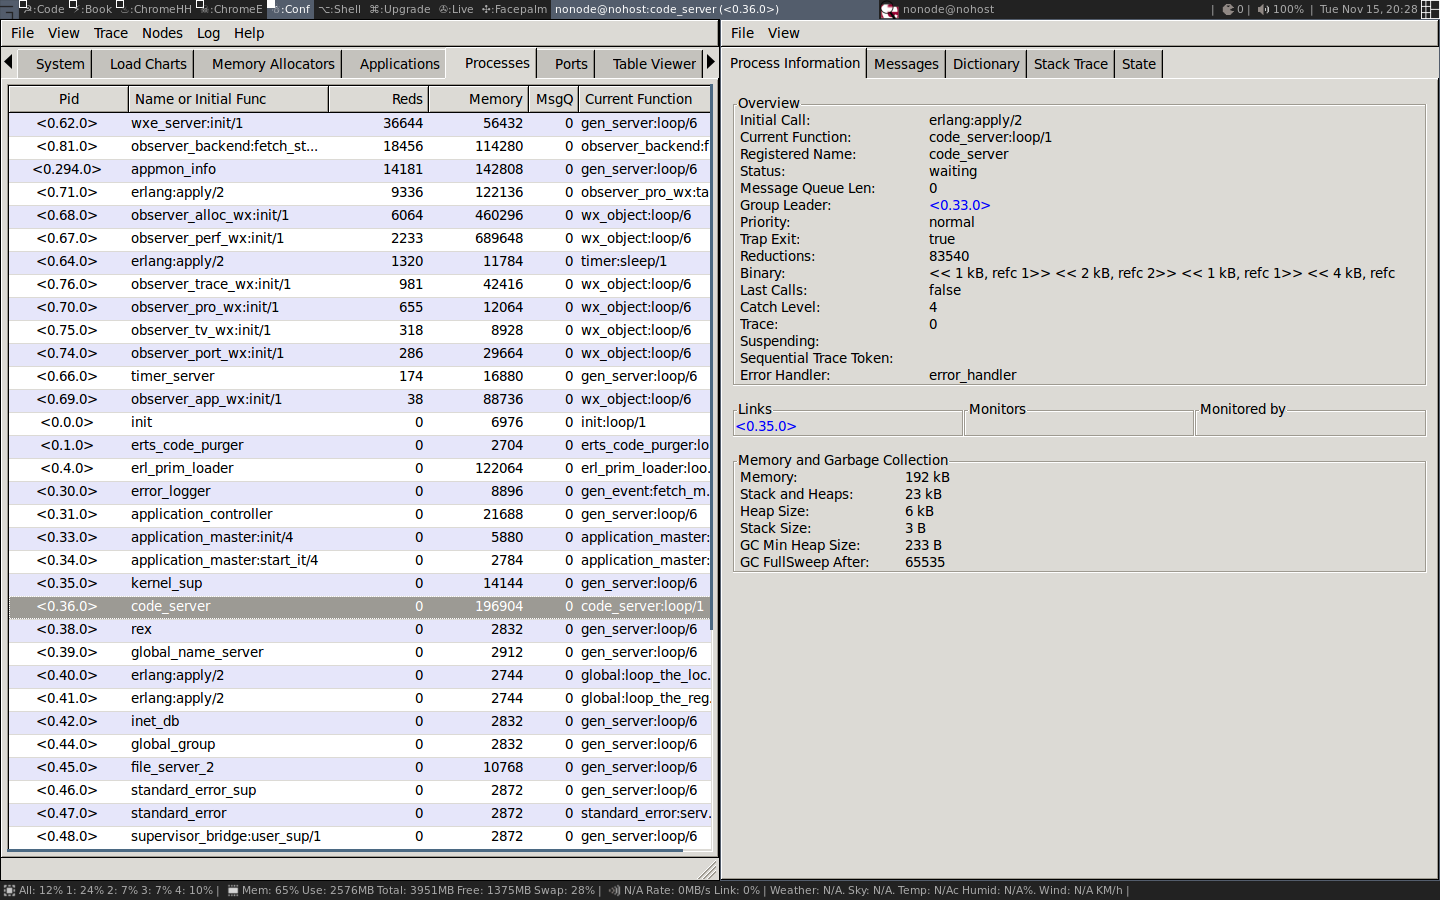 :Code :Book :ChromeHH :ChromeE :Conf :Shell :Upgrade :Live :Facepalm nonode@nohost:code_server (<0.36.0>) nonode@nohost | 0 | 100% | Tue Nov 15, 20:28
File View Trace Nodes Log Help
System Load Charts Memory Allocators Applications Processes Ports Table Viewer
Pid Name or Initial Func Reds Memory MsgQ Current Function
<0.62.0> wxe_server:init/1 36644 56432 0 gen_server:loop/6
<0.81.0> observer_backend:fetch_st... 18456 114280 0 observer_backend:f
<0.294.0> appmon_info 14181 142808 0 gen_server:loop/6
<0.71.0> erlang:apply/2 9336 122136 0 observer_pro_wx:ta
<0.68.0> observer_alloc_wx:init/1 6064 460296 0 wx_object:loop/6
<0.67.0> observer_perf_wx:init/1 2233 689648 0 wx_object:loop/6
<0.64.0> erlang:apply/2 1320 11784 0 timer:sleep/1
<0.76.0> observer_trace_wx:init/1 981 42416 0 wx_object:loop/6
<0.70.0> observer_pro_wx:init/1 655 12064 0 wx_object:loop/6
<0.75.0> observer_tv_wx:init/1 318 8928 0 wx_object:loop/6
<0.74.0> observer_port_wx:init/1 286 29664 0 wx_object:loop/6
<0.66.0> timer_server 174 16880 0 gen_server:loop/6
<0.69.0> observer_app_wx:init/1 38 88736 0 wx_object:loop/6
<0.0.0> init 0 6976 0 init:loop/1
<0.1.0> erts_code_purger 0 2704 0 erts_code_purger:lo
<0.4.0> erl_prim_loader 0 122064 0 erl_prim_loader:loo.
<0.30.0> error_logger 0 8896 0 gen_event:fetch_m.
<0.31.0> application_controller 0 21688 0 gen_server:loop/6
<0.33.0> application_master:init/4 0 5880 0 application_master:
<0.34.0> application_master:start_it/4 0 2784 0 application_master:
<0.35.0> kernel_sup 0 14144 0 gen_server:loop/6
<0.36.0> code_server 0 196904 0 code_server:loop/1
<0.38.0> rex 0 2832 0 gen_server:loop/6
<0.39.0> global_name_server 0 2912 0 gen_server:loop/6
<0.40.0> erlang:apply/2 0 2744 0 global:loop_the_loc.
<0.41.0> erlang:apply/2 0 2744 0 global:loop_the_reg.
<0.42.0> inet_db 0 2832 0 gen_server:loop/6
<0.44.0> global_group 0 2832 0 gen_server:loop/6
<0.45.0> file_server_2 0 10768 0 gen_server:loop/6
<0.46.0> standard_error_sup 0 2872 0 gen_server:loop/6
<0.47.0> standard_error 0 2872 0 standard_error:serv.
<0.48.0> supervisor_bridge:user_sup/1 0 2872 0 gen_server:loop/6
File View
Process Information Messages Dictionary Stack Trace State
Overview
Initial Call: erlang:apply/2
Current Function: code_server:loop/1
Registered Name: code_server
Status: waiting
Message Queue Len: 0
Group Leader: <0.33.0>
Priority: normal
Trap Exit: true
Reductions: 83540
Binary: << 1 kB, refc 1>> << 2 kB, refc 2>> << 1 kB, refc 1>> << 4 kB, refc
Last Calls: false
Catch Level: 4
Trace: 0
Suspending:
Sequential Trace Token:
Error Handler: error_handler
Links Monitors Monitored by
<0.35.0>
Memory and Garbage Collection
Memory: 192 kB
Stack and Heaps: 23 kB
Heap Size: 6 kB
Stack Size: 3 B
GC Min Heap Size: 233 B
GC FullSweep After: 65535
All: 12% 1: 24% 2: 7% 3: 7% 4: 10% | Mem: 65% Use: 2576MB Total: 3951MB Free: 1375MB Swap: 28% | N/A Rate: 0MB/s Link: 0% | Weather: N/A. Sky: N/A. Temp: N/Ac Humid: N/A%. Wind: N/A KM/h |